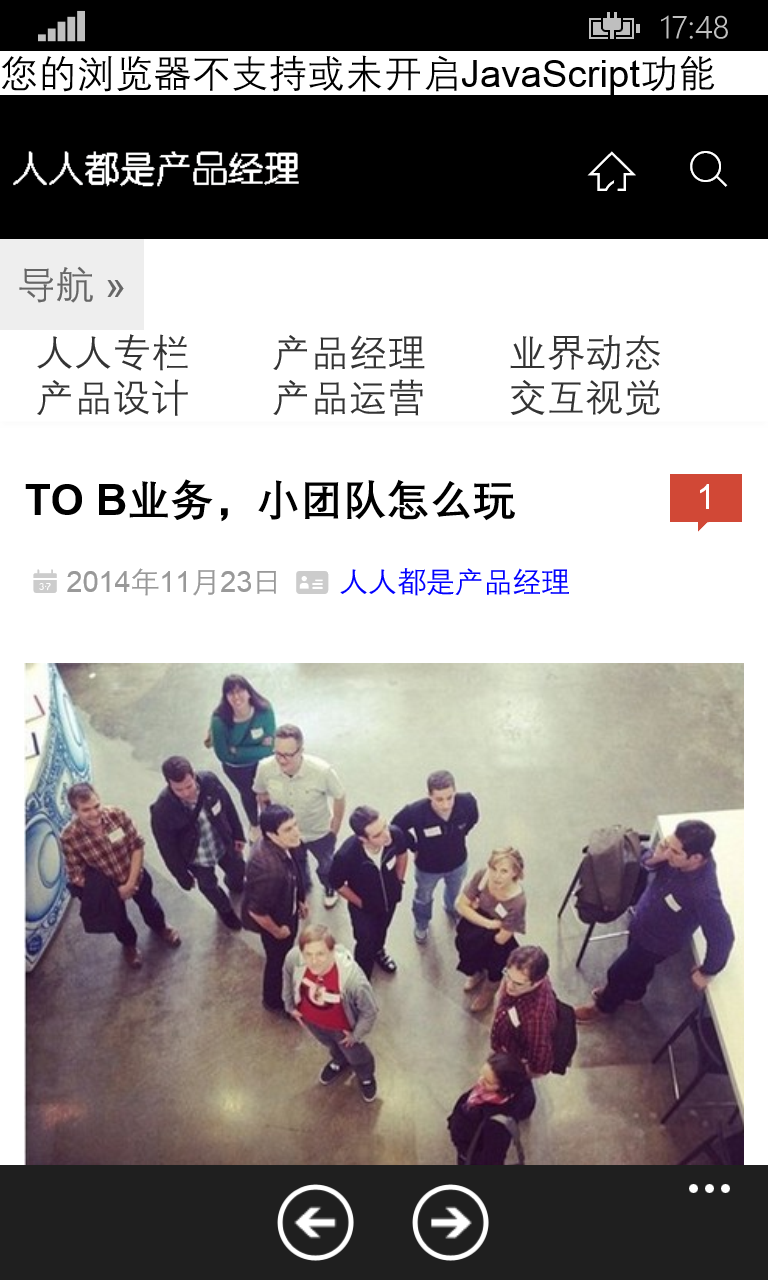 17:48
您的浏览器不支持或未开启JavaScript功能
人人都是产品经理
导航 »
人人专栏 产品经理 业界动态
产品设计 产品运营 交互视觉
TO B业务，小团队怎么玩
1
2014年11月23日 人人都是产品经理